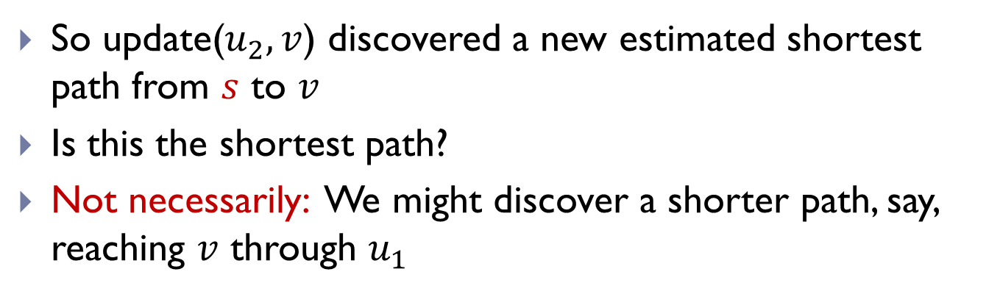 So update(𝑢₂, 𝑣) discovered a new estimated shortest
path from 𝑠 to 𝑣
Is this the shortest path?
Not necessarily: We might discover a shorter path, say,
reaching 𝑣 through 𝑢₁